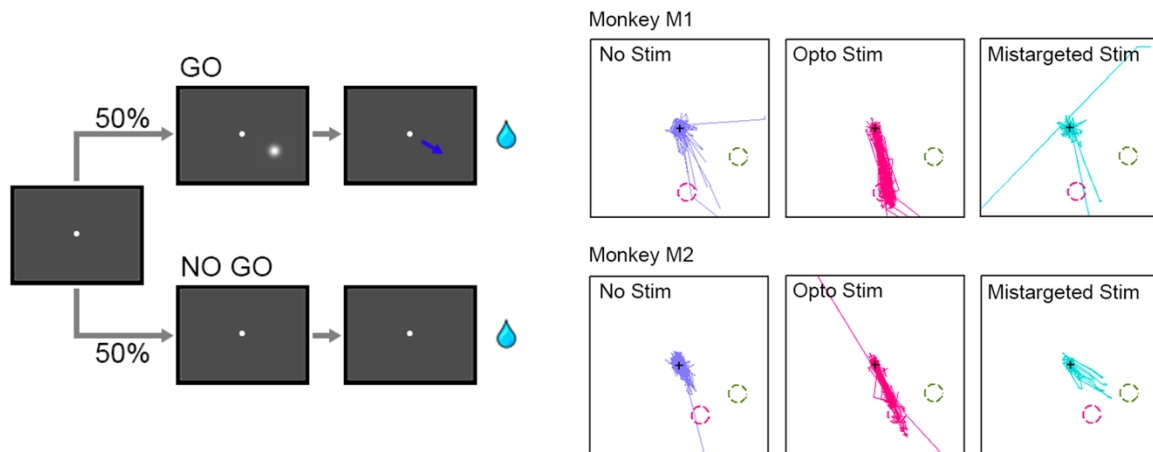 GO
50%
NO GO
50%
Monkey M1
No Stim
Opto Stim
Mistargeted Stim
Monkey M2
No Stim
Opto Stim
Mistargeted Stim